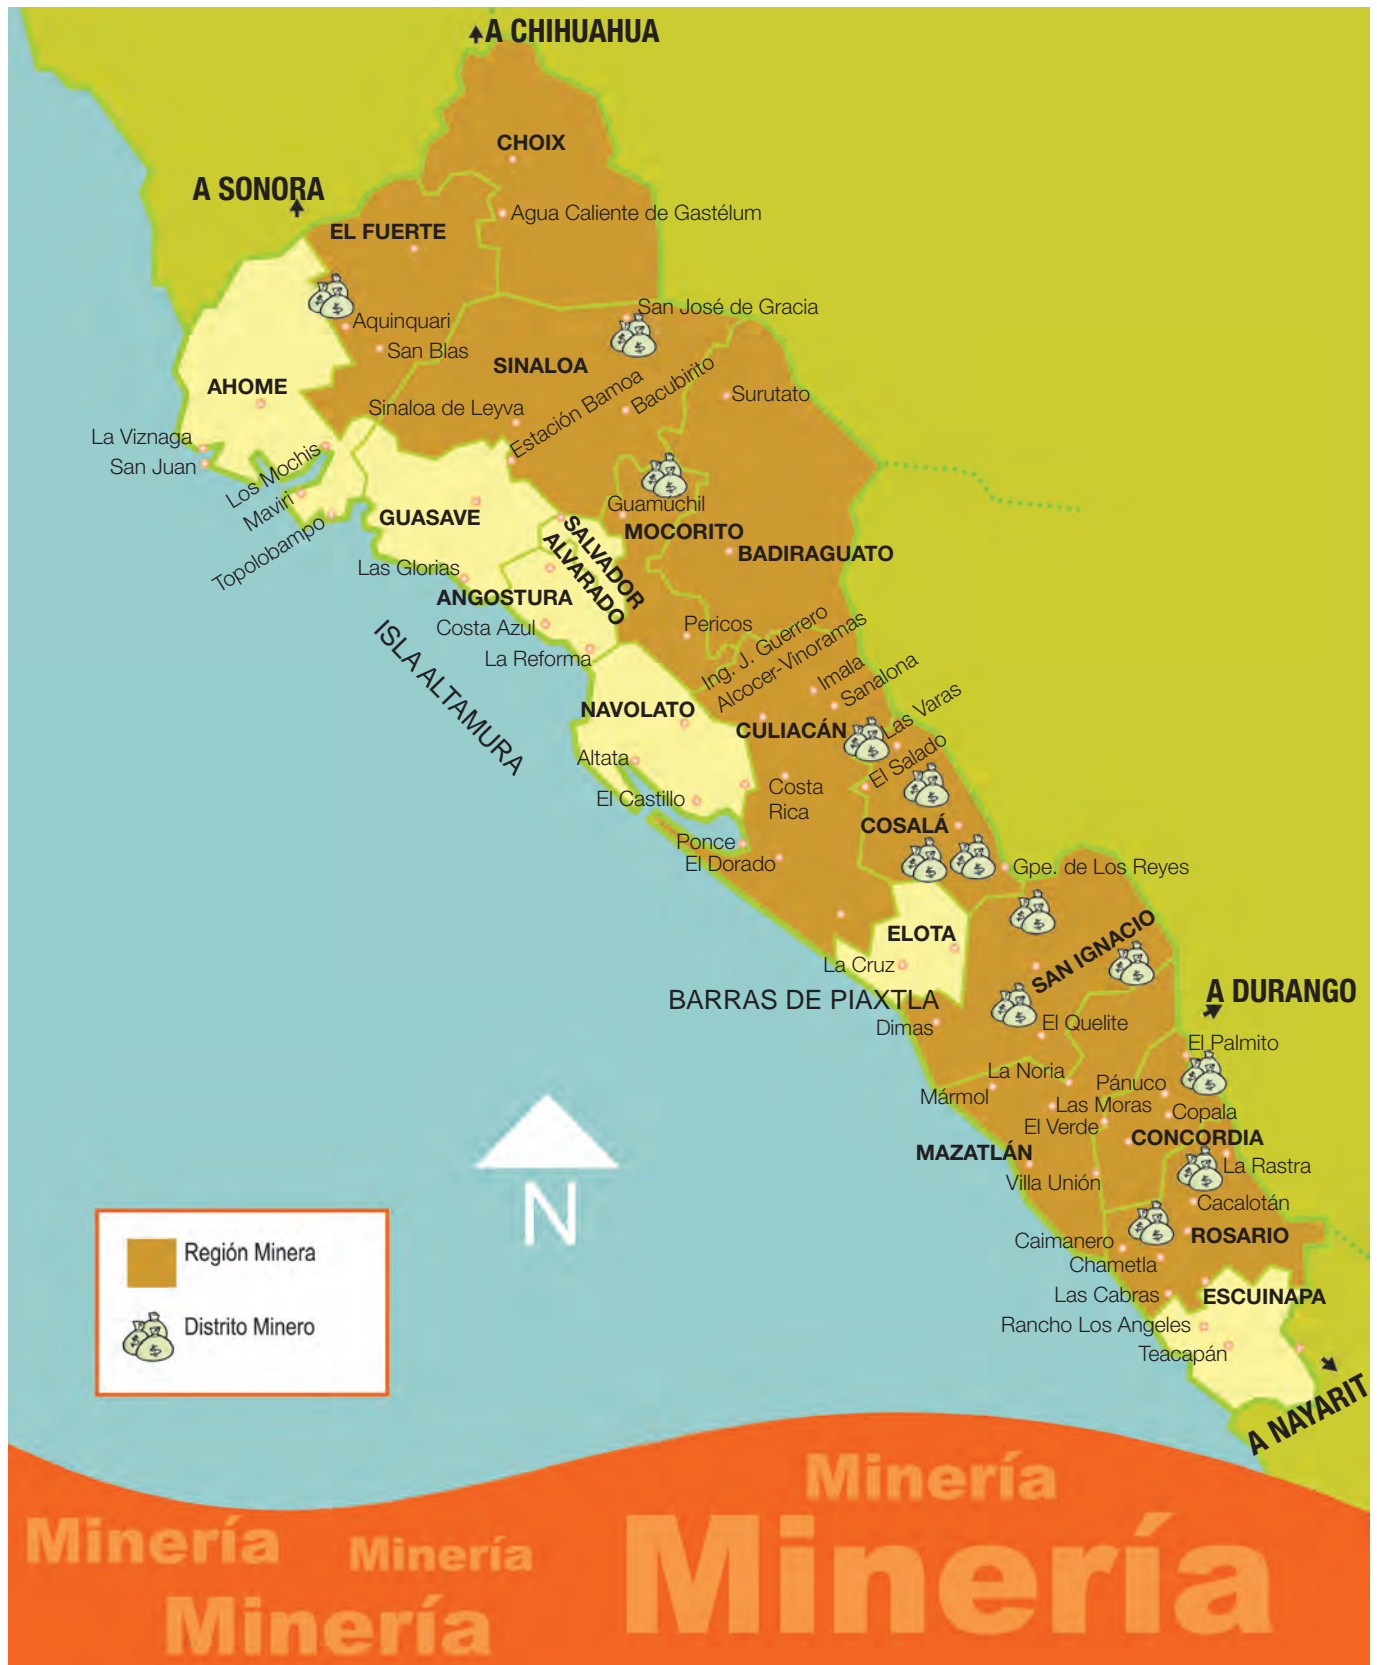 A CHIHUAHUA
CHOIX
A SONORA
Agua Caliente de Gastélum
EL FUERTE
San José de Gracia
Aquinquari
San Blas
SINALOA
AHOME
Bacubirito
Surutato
Sinaloa de Leyva
Estación Bamoa
La Viznaga
San Juan
Los Mochis
Maviri
Topolobampo
GUASAVE
Guamuchil
MOCORITO
SALVADOR
ALVARADO
BADIRAGUATO
Las Glorias
ANGOSTURA
Costa Azul
La Reforma
Pericos
ISLA ALTAMURA
Ing. J. Guerrero
Alcocer-Vinoramas
Imala
Sanalona
Las Varas
NAVOLATO
CULIACÁN
El Salado
Altata
El Castillo
Costa
Rica
COSALÁ
Ponce
El Dorado
Gpe. de Los Reyes
ELOTA
SAN IGNACIO
La Cruz
BARRAS DE PIAXTLA
A DURANGO
Dimas
El Quelite
El Palmito
La Noria
Pánuco
Mármol
Las Moras
Copala
El Verde
CONCORDIA
MAZATLÁN
La Rastra
Villa Unión
Cacalotán
N
ROSARIO
Caimanero
Chametla
Las Cabras
ESCUINAPA
Rancho Los Angeles
Teacapán
A NAYARIT
Región Minera
Distrito Minero
Minería
Minería
Minería
Minería
Minería